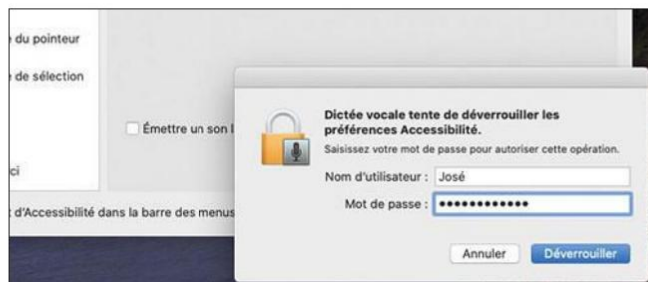 du pointeur
de sélection
Émettre un son
ci
d'Accessibilité dans la barre des menus
Dictée vocale tente de déverrouiller les
préférences Accessibilité.
Saisissez votre mot de passe pour autoriser cette opération.
Nom d'utilisateur : José
Mot de passe : ••••••••••••
Annuler Déverrouiller